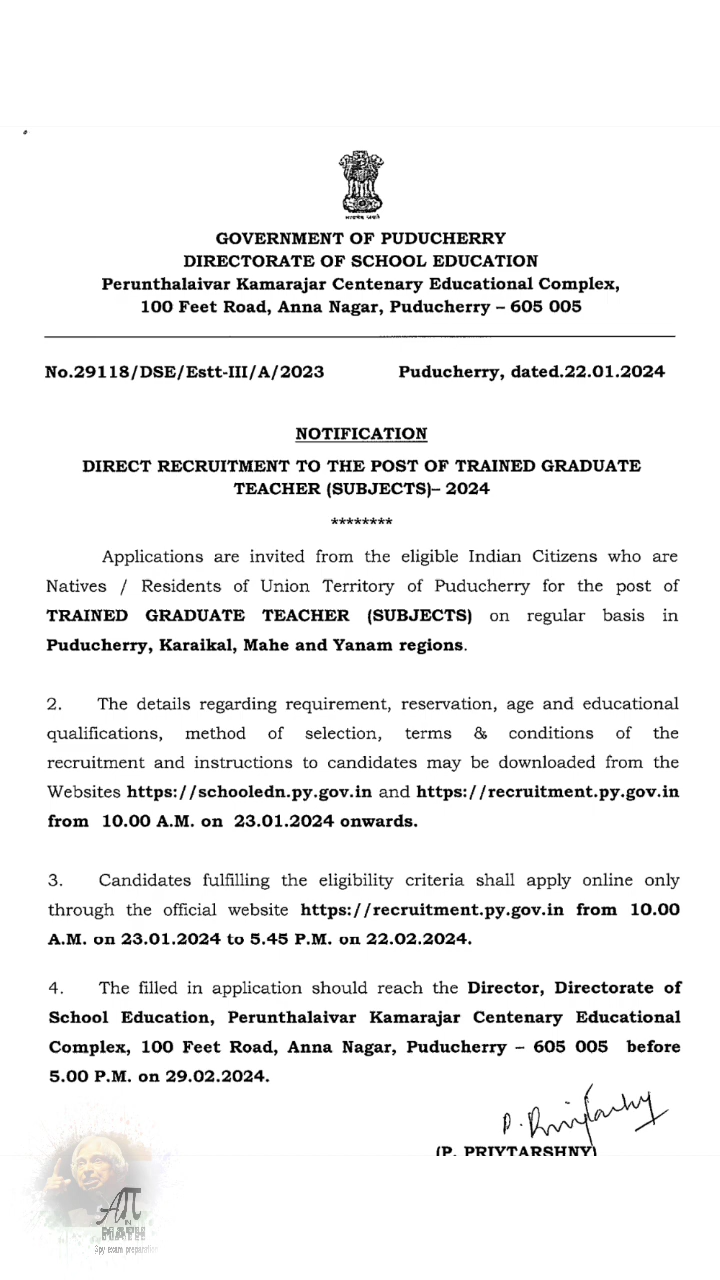 GOVERNMENT OF PUDUCHERRY
DIRECTORATE OF SCHOOL EDUCATION
Perunthalaivar Kamarajar Centenary Educational Complex,
100 Feet Road, Anna Nagar, Puducherry – 605 005
No.29118/DSE/Estt-III/A/2023 Puducherry, dated.22.01.2024
NOTIFICATION
DIRECT RECRUITMENT TO THE POST OF TRAINED GRADUATE
TEACHER (SUBJECTS)– 2024
********
Applications are invited from the eligible Indian Citizens who are
Natives / Residents of Union Territory of Puducherry for the post of
TRAINED GRADUATE TEACHER (SUBJECTS) on regular basis in
Puducherry, Karaikal, Mahe and Yanam regions.
2. The details regarding requirement, reservation, age and educational
qualifications, method of selection, terms & conditions of the
recruitment and instructions to candidates may be downloaded from the
Websites https://schooledn.py.gov.in and https://recruitment.py.gov.in
from 10.00 A.M. on 23.01.2024 onwards.
3. Candidates fulfilling the eligibility criteria shall apply online only
through the official website https://recruitment.py.gov.in from 10.00
A.M. on 23.01.2024 to 5.45 P.M. on 22.02.2024.
4. The filled in application should reach the Director, Directorate of
School Education, Perunthalaivar Kamarajar Centenary Educational
Complex, 100 Feet Road, Anna Nagar, Puducherry – 605 005 before
5.00 P.M. on 29.02.2024.
(P. PRIYTARSHNY)
IN
MATH
spy exam preparation